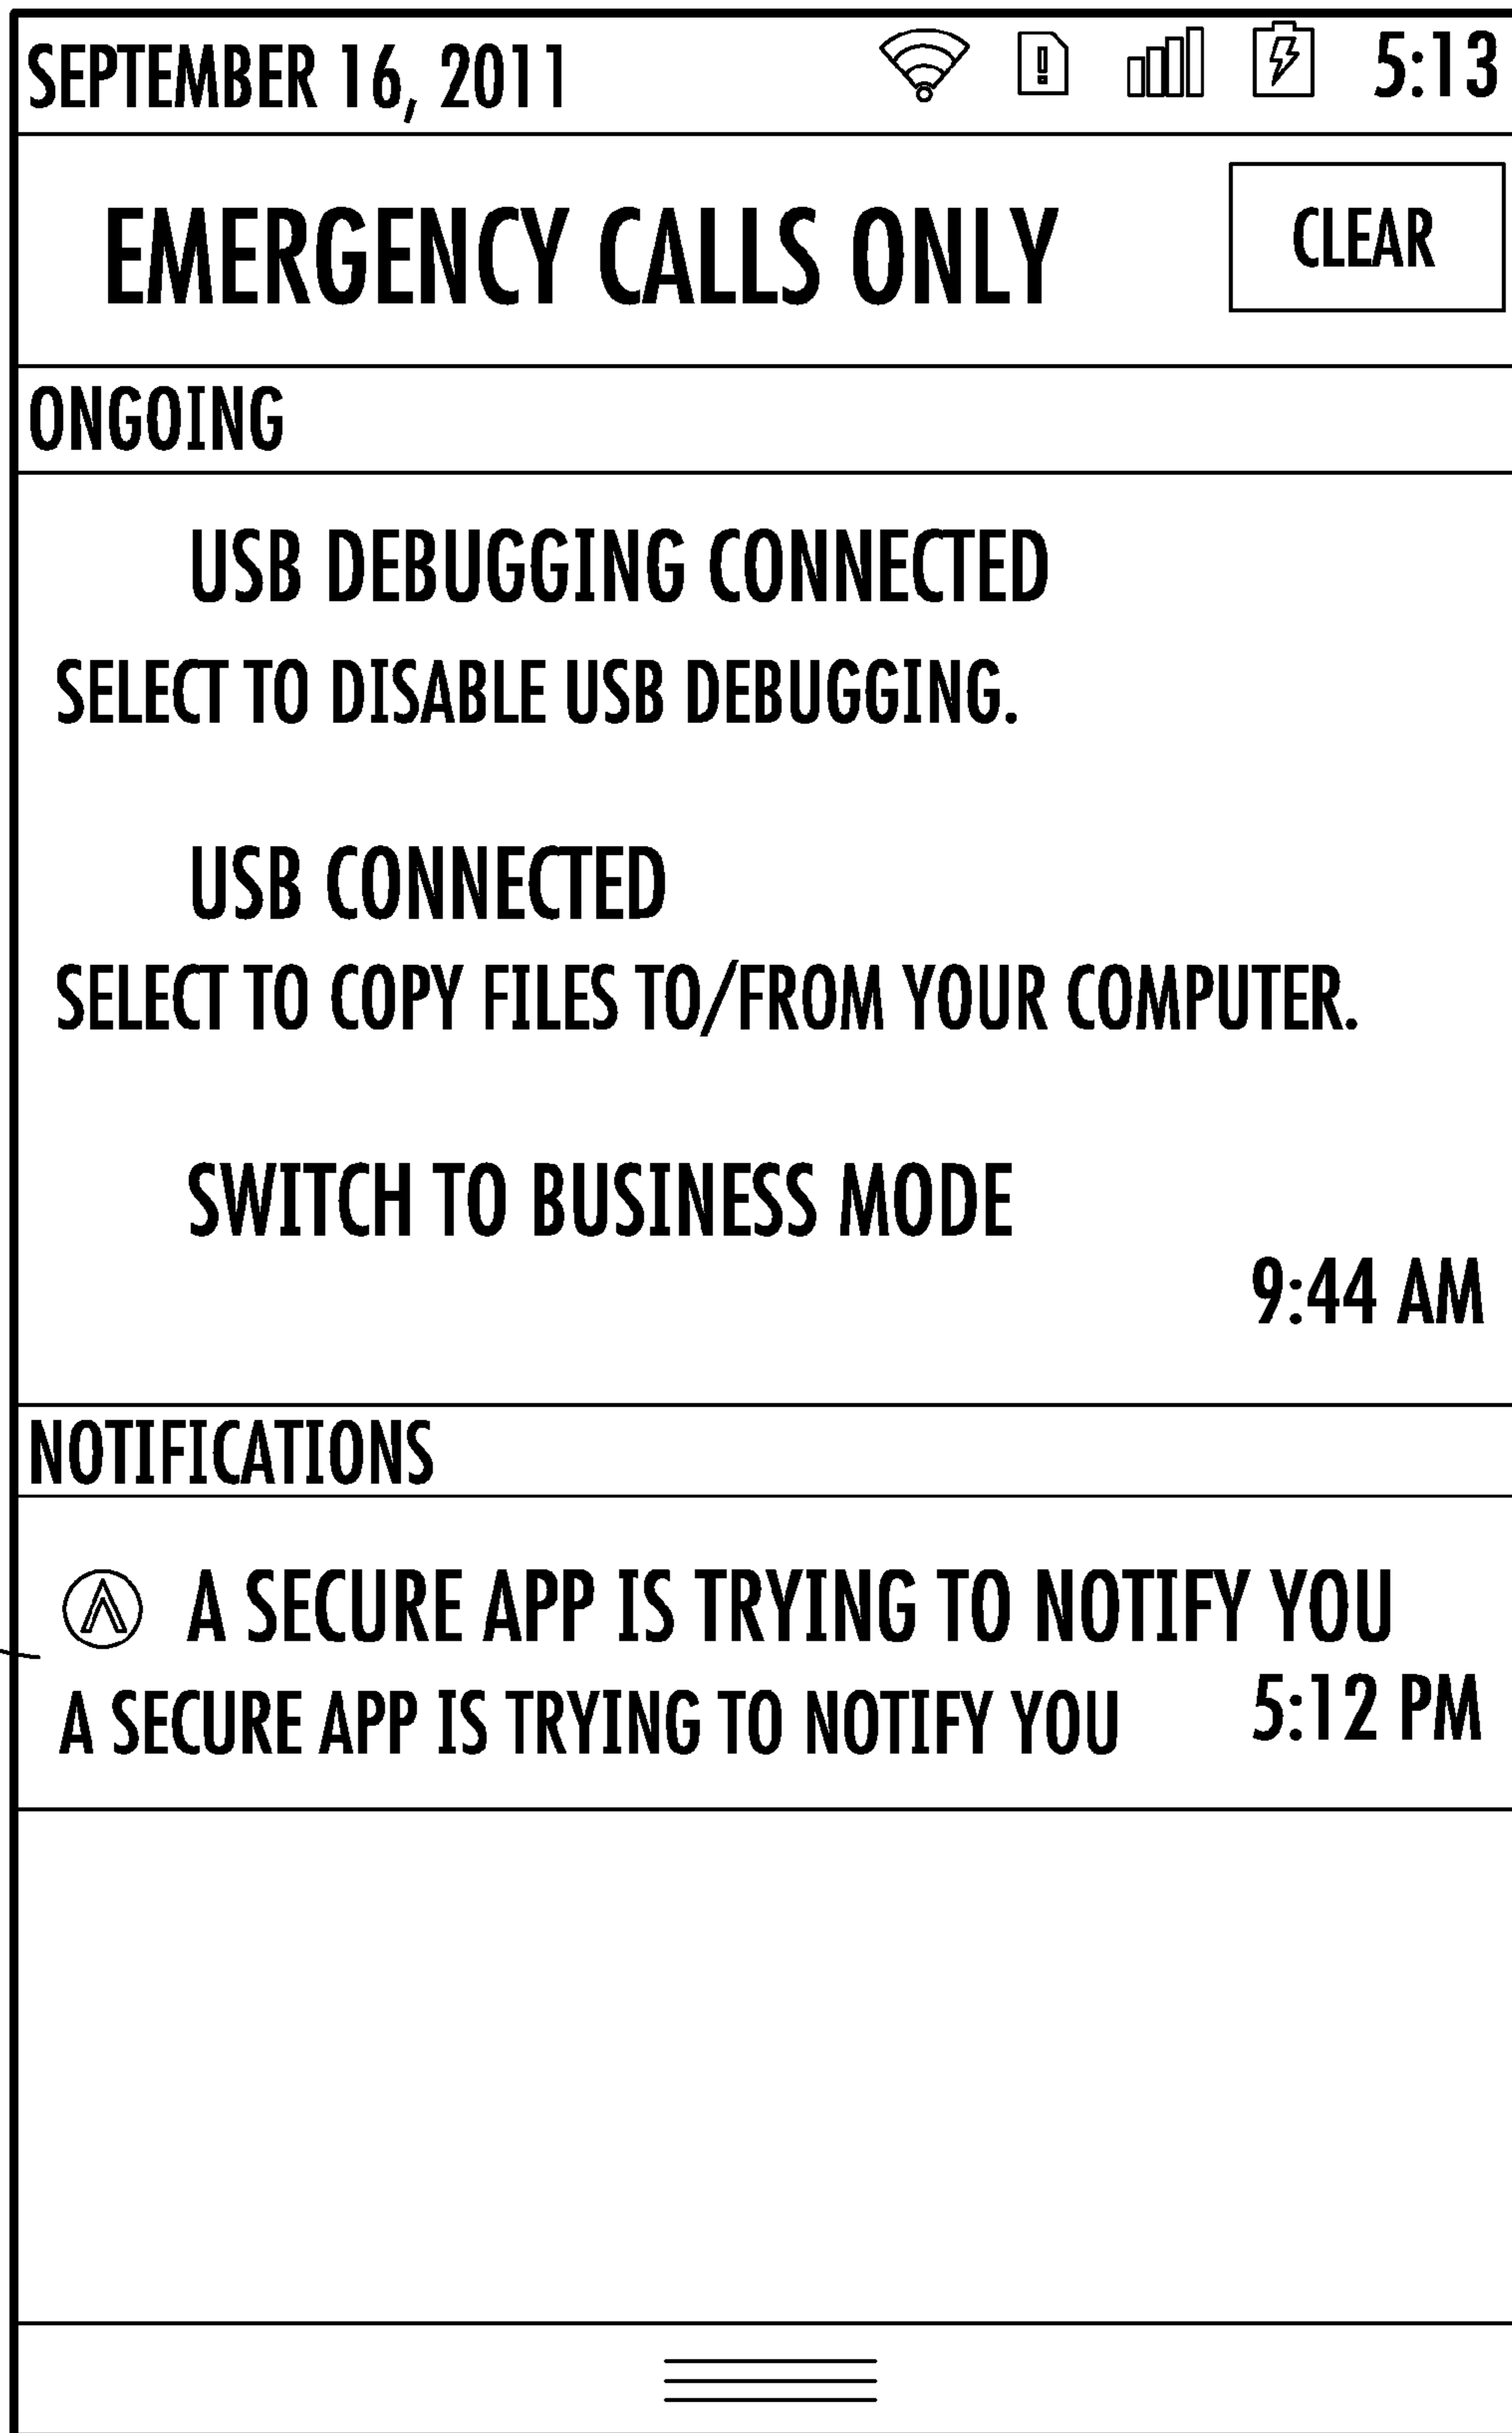 SEPTEMBER 16, 2011 5:13
EMERGENCY CALLS ONLY CLEAR
ONGOING
USB DEBUGGING CONNECTED
SELECT TO DISABLE USB DEBUGGING.
USB CONNECTED
SELECT TO COPY FILES TO/FROM YOUR COMPUTER.
SWITCH TO BUSINESS MODE
9:44 AM
NOTIFICATIONS
A SECURE APP IS TRYING TO NOTIFY YOU
A SECURE APP IS TRYING TO NOTIFY YOU 5:12 PM